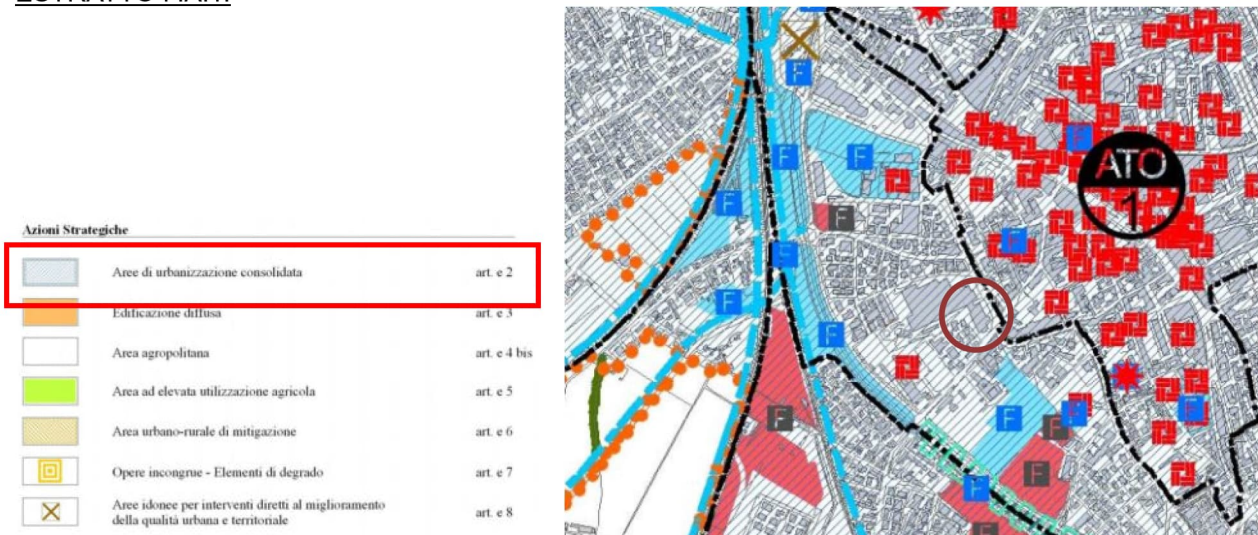 Azioni Strategiche
Aree di urbanizzazione consolidata art. e 2
Edificazione diffusa art. e 3
Area agropolitana art. e 4 bis
Area ad elevata utilizzazione agricola art. e 5
Area urbano-rurale di mitigazione art. e 6
Opere incongrue - Elementi di degrado art. e 7
Aree idonee per interventi diretti al miglioramento
della qualità urbana e territoriale art. e 8
F
F
F
F
F
F
F
F
F
ATO
1
F
F
F
F
F
F
F
F
F